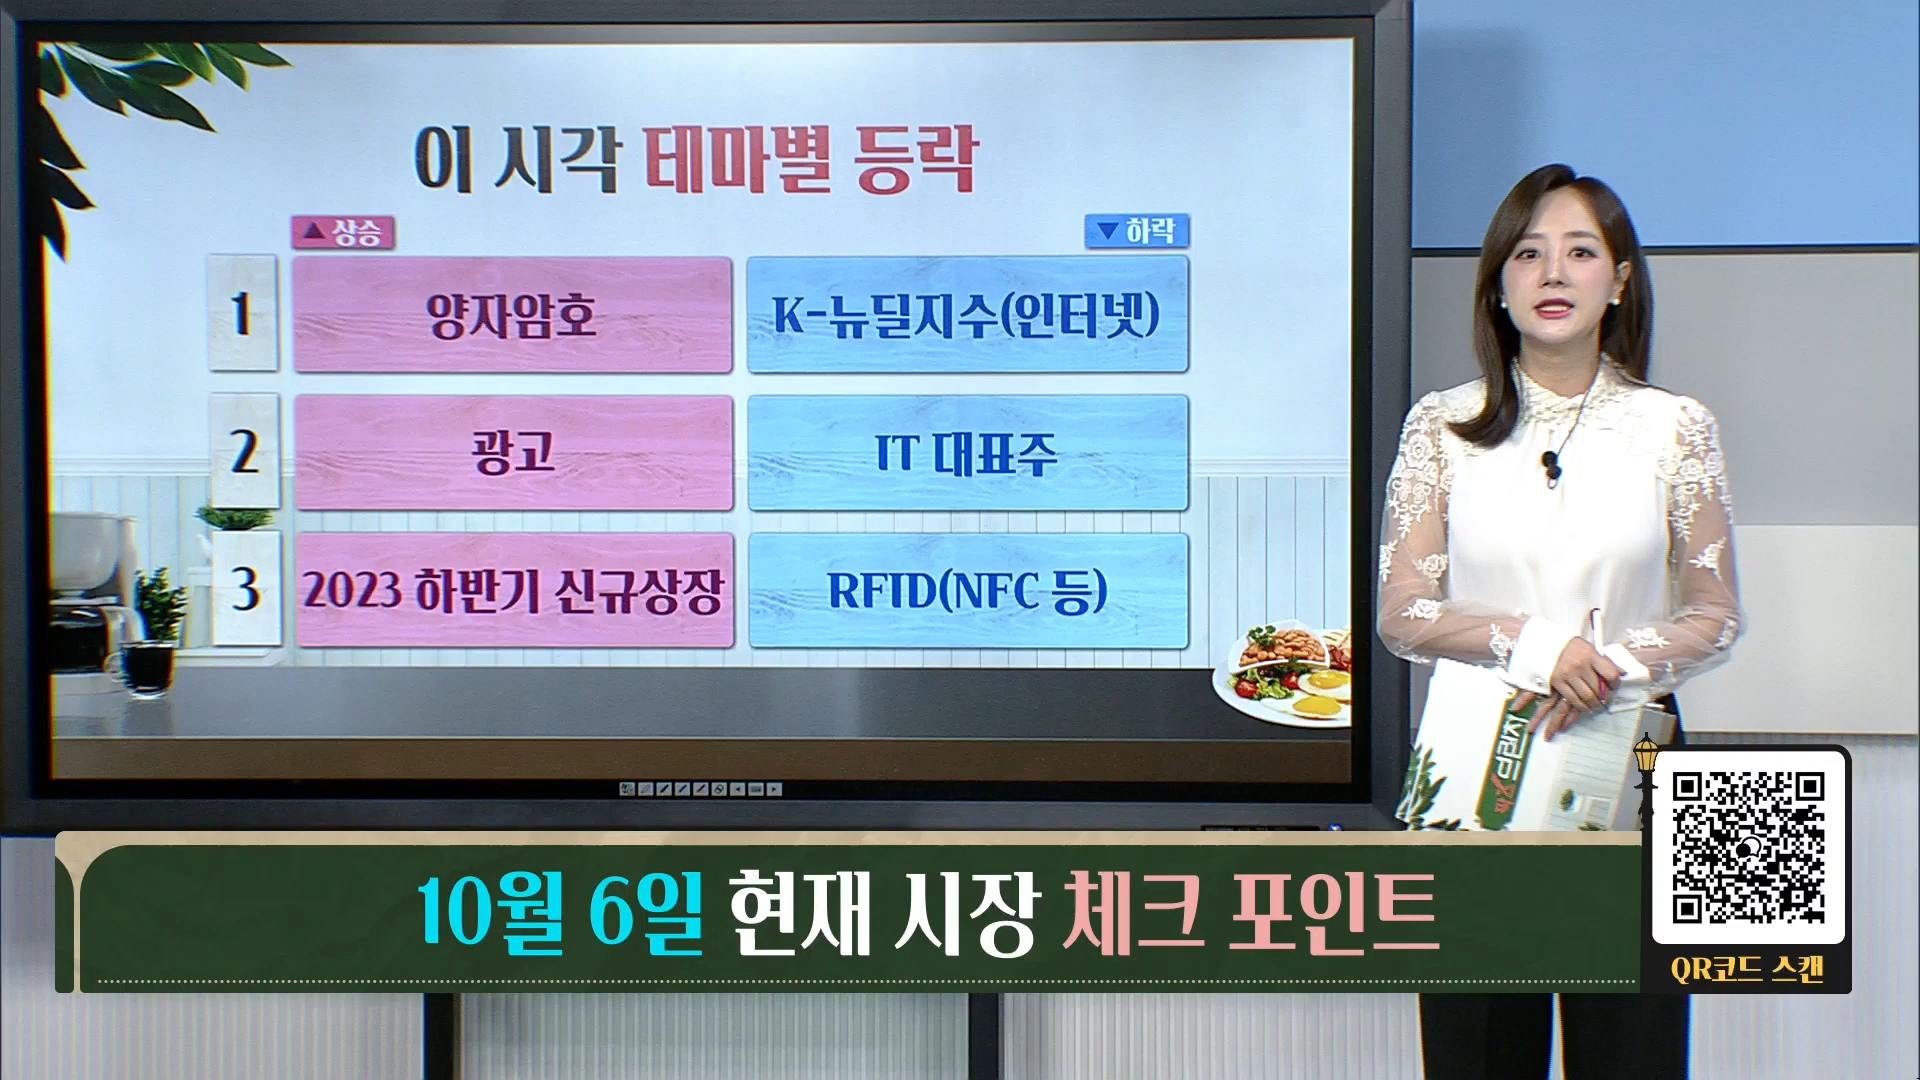 이 시각 테마별 등락
▲상승
▼하락
1
양자암호
K-뉴딜지수(인터넷)
2
광고
IT 대표주
3
2023 하반기 신규상장
RFID(NFC 등)
10월 6일 현재 시장 체크 포인트
QR코드 스캔